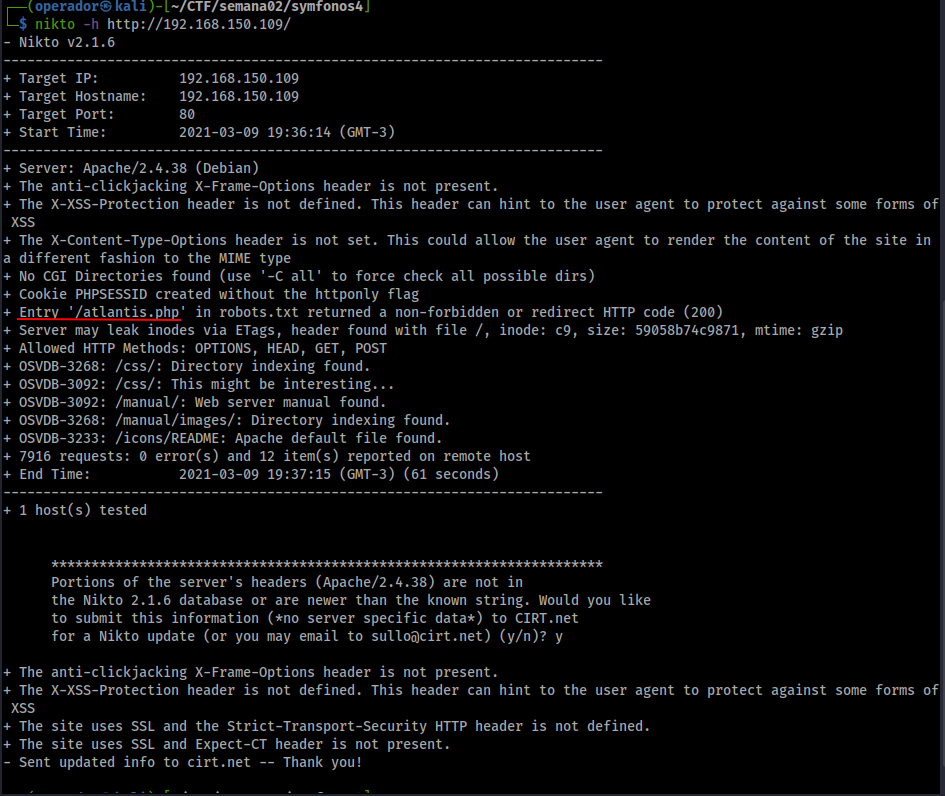 ┌──(operador㉿kali)-[~/CTF/semana02/symfonos4]
└─$ nikto -h http://192.168.150.109/
- Nikto v2.1.6
---------------------------------------------------------------------------
+ Target IP:          192.168.150.109
+ Target Hostname:    192.168.150.109
+ Target Port:        80
+ Start Time:         2021-03-09 19:36:14 (GMT-3)
---------------------------------------------------------------------------
+ Server: Apache/2.4.38 (Debian)
+ The anti-clickjacking X-Frame-Options header is not present.
+ The X-XSS-Protection header is not defined. This header can hint to the user agent to protect against some forms of
 XSS
+ The X-Content-Type-Options header is not set. This could allow the user agent to render the content of the site in
a different fashion to the MIME type
+ No CGI Directories found (use '-C all' to force check all possible dirs)
+ Cookie PHPSESSID created without the httponly flag
+ Entry '/atlantis.php' in robots.txt returned a non-forbidden or redirect HTTP code (200)
+ Server may leak inodes via ETags, header found with file /, inode: c9, size: 59058b74c9871, mtime: gzip
+ Allowed HTTP Methods: OPTIONS, HEAD, GET, POST
+ OSVDB-3268: /css/: Directory indexing found.
+ OSVDB-3092: /css/: This might be interesting...
+ OSVDB-3092: /manual/: Web server manual found.
+ OSVDB-3268: /manual/images/: Directory indexing found.
+ OSVDB-3233: /icons/README: Apache default file found.
+ 7916 requests: 0 error(s) and 12 item(s) reported on remote host
+ End Time:           2021-03-09 19:37:15 (GMT-3) (61 seconds)
---------------------------------------------------------------------------
+ 1 host(s) tested
*********************************************************************
Portions of the server's headers (Apache/2.4.38) are not in
the Nikto 2.1.6 database or are newer than the known string. Would you like
to submit this information (*no server specific data*) to CIRT.net
for a Nikto update (or you may email to sullo@cirt.net) (y/n)? y
+ The anti-clickjacking X-Frame-Options header is not present.
+ The X-XSS-Protection header is not defined. This header can hint to the user agent to protect against some forms of
 XSS
+ The site uses SSL and the Strict-Transport-Security HTTP header is not defined.
+ The site uses SSL and Expect-CT header is not present.
- Sent updated info to cirt.net -- Thank you!